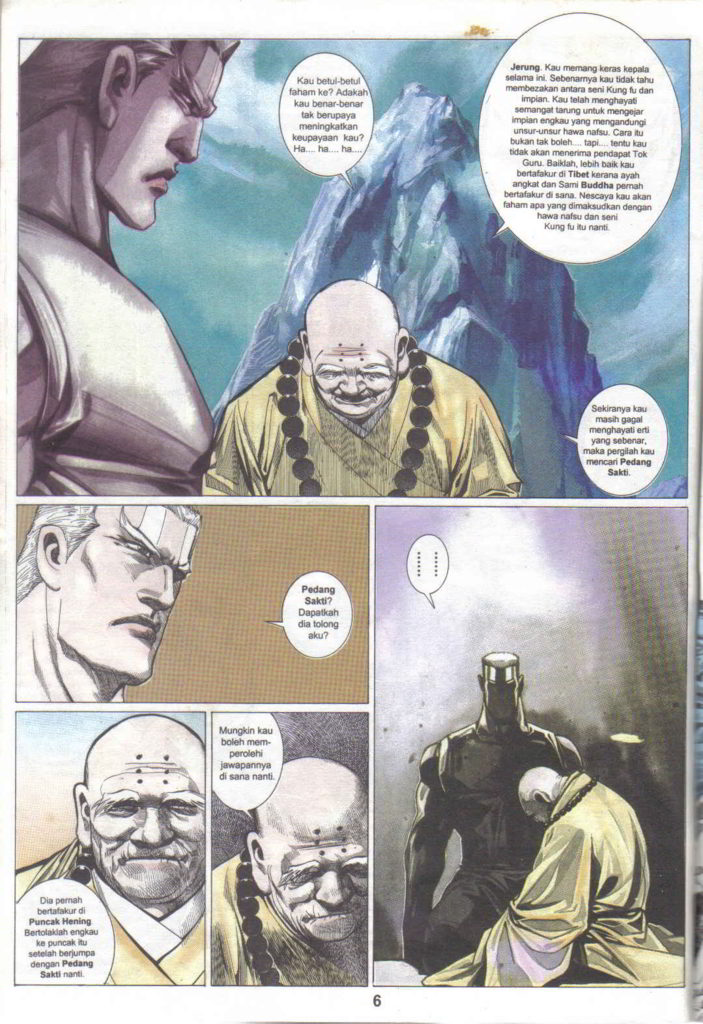 Kau betul-betul
faham ke? Adakah
kau benar-benar
tak berupaya
meningkatkan
keupayaan kau?
Ha.... ha.... ha....
Jerung. Kau memang keras kepala
selama ini. Sebenarnya kau tidak tahu
membezakan antara seni Kung fu dan
impian. Kau telah menghayati
semangat tarung untuk mengejar
impian engkau yang mengandungi
unsur-unsur hawa nafsu. Cara itu
bukan tak boleh.... tapi.... tentu kau
tidak akan menerima pendapat Tok
Guru. Baiklah, lebih baik kau
bertafakur di Tibet kerana ayah
angkat dan Sami Buddha pernah
bertafakur di sana. Nescaya kau akan
faham apa yang dimaksudkan dengan
hawa nafsu dan seni
Kung fu itu nanti.
Sekiranya kau
masih gagal
menghayati erti
yang sebenar,
maka pergilah kau
mencari Pedang
Sakti.
Pedang
Sakti?
Dapatkah
dia tolong
aku?
Dia pernah
bertafakur di
Puncak Hening.
Bertolaklah engkau
ke puncak itu
setelah berjumpa
dengan Pedang
Sakti nanti.
Mungkin kau
boleh mem-
perolehi
jawapannya
di sana nanti.
6